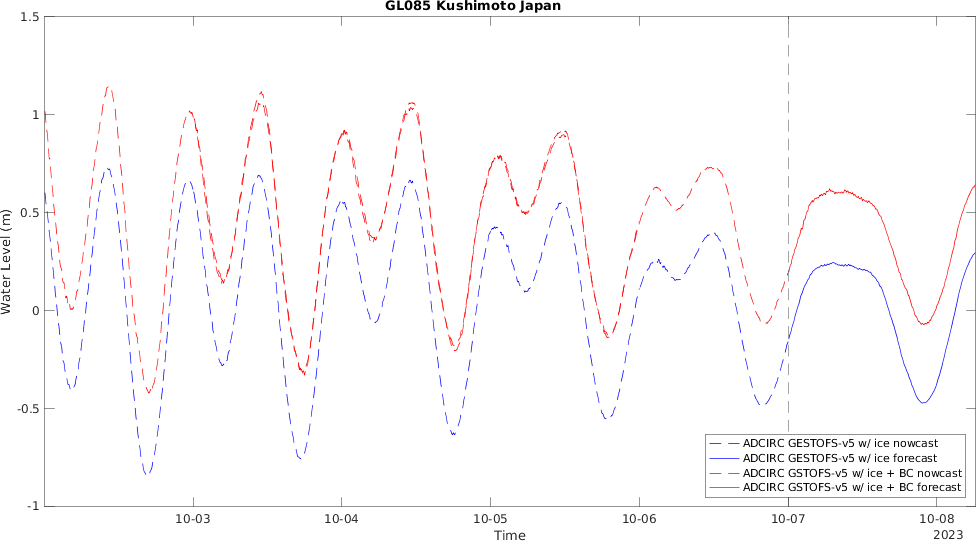 GL085 Kushimoto Japan
1.5
1
0.5
0
-0.5
-1
Water Level (m)
10-03
10-04
10-05
10-06
10-07
10-08
Time
2023
ADCIRC GESTOFS-v5 w/ ice nowcast
ADCIRC GESTOFS-v5 w/ ice forecast
ADCIRC GSTOFS-v5 w/ ice + BC nowcast
ADCIRC GSTOFS-v5 w/ ice + BC forecast